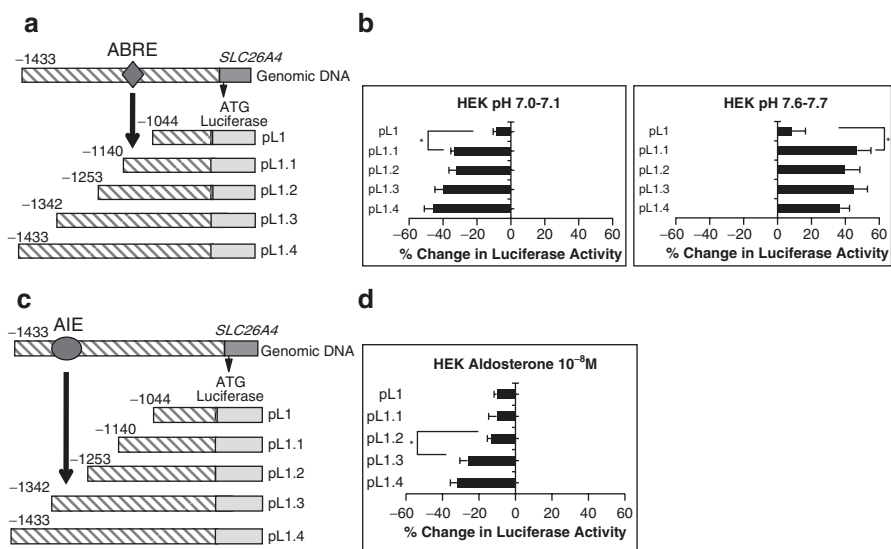 a
−1433
ABRE
SLC26A4
Genomic DNA
ATG
Luciferase
−1044
pL1
−1140
pL1.1
−1253
pL1.2
−1342
pL1.3
−1433
pL1.4
b
HEK pH 7.0-7.1
pL1
pL1.1
pL1.2
pL1.3
pL1.4
*
−60 −40 −20 0 20 40 60
% Change in Luciferase Activity
HEK pH 7.6-7.7
pL1
pL1.1
pL1.2
pL1.3
pL1.4
*
−60 −40 −20 0 20 40 60
% Change in Luciferase Activity
c
−1433
AIE
SLC26A4
Genomic DNA
ATG
Luciferase
−1044
pL1
−1140
pL1.1
−1253
pL1.2
−1342
pL1.3
−1433
pL1.4
d
HEK Aldosterone 10⁻⁸M
pL1
pL1.1
pL1.2
pL1.3
pL1.4
*
−60 −40 −20 0 20 40 60
% Change in Luciferase Activity